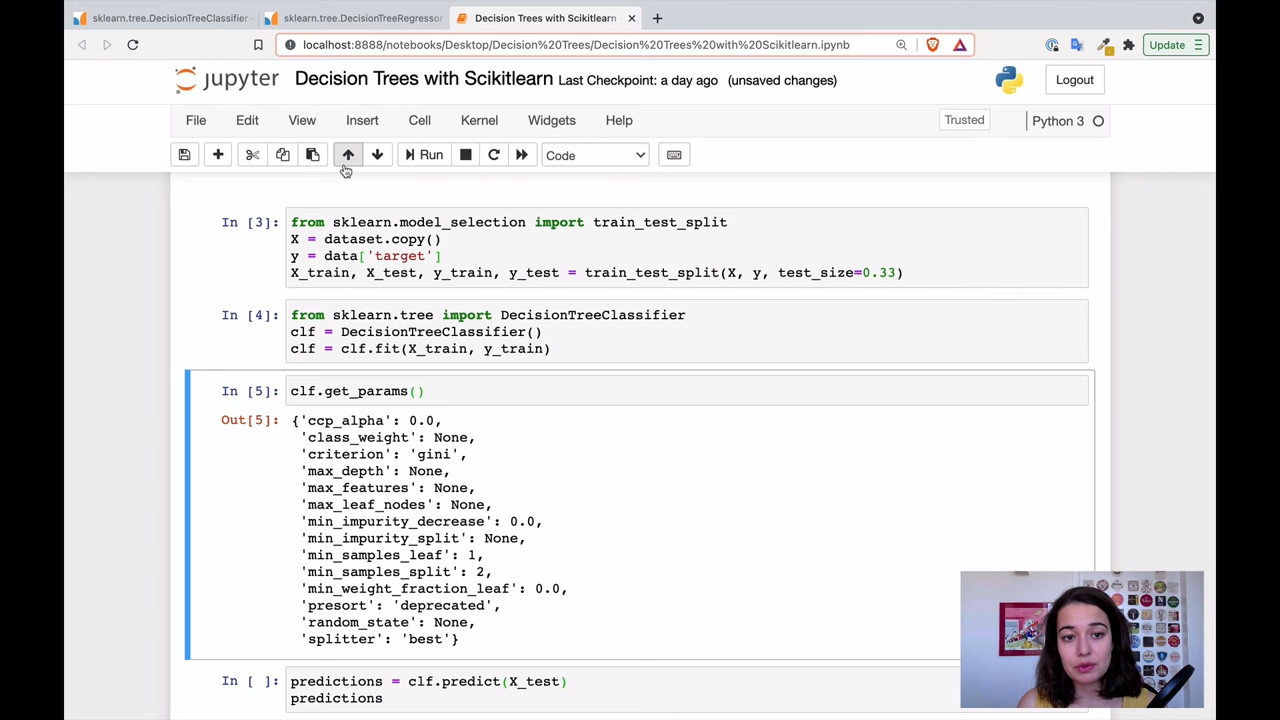 sklearn.tree.DecisionTreeClassifier
sklearn.tree.DecisionTreeRegressor
Decision Trees with Scikitlearn
localhost:8888/notebooks/Desktop/Decision%20Trees/Decision%20Trees%20with%20Scikitlearn.ipynb
Update
jupyter
Decision Trees with Scikitlearn Last Checkpoint: a day ago (unsaved changes)
Logout
File Edit View Insert Cell Kernel Widgets Help
Trusted
Python 3
Run
Code
In [3]: from sklearn.model_selection import train_test_split
X = dataset.copy()
y = data['target']
X_train, X_test, y_train, y_test = train_test_split(X, y, test_size=0.33)
In [4]: from sklearn.tree import DecisionTreeClassifier
clf = DecisionTreeClassifier()
clf = clf.fit(X_train, y_train)
In [5]: clf.get_params()
Out[5]: {'ccp_alpha': 0.0,
'class_weight': None,
'criterion': 'gini',
'max_depth': None,
'max_features': None,
'max_leaf_nodes': None,
'min_impurity_decrease': 0.0,
'min_impurity_split': None,
'min_samples_leaf': 1,
'min_samples_split': 2,
'min_weight_fraction_leaf': 0.0,
'presort': 'deprecated',
'random_state': None,
'splitter': 'best'}
In [ ]: predictions = clf.predict(X_test)
predictions